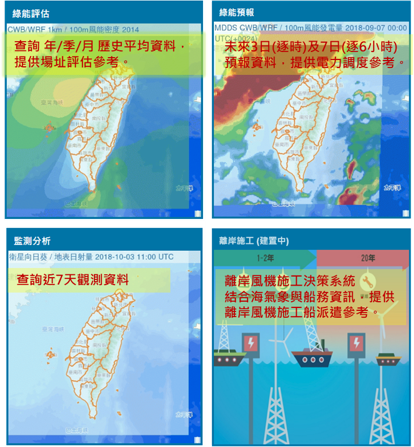 綠能評估
CWB/WRF 1km / 100m風能密度 2014
查詢 年/季/月 歷史平均資料，
提供場址評估參考。
綠能預報
MDDS CWB/WRF / 100m風能發電量 2018-09-07 00:00
UTC(+0024)
未來3日(逐時)及7日(逐6小時)
預報資料，提供電力調度參考。
監測分析
衛星向日葵 / 地表日射量 2018-10-03 11:00 UTC
查詢近7天觀測資料
離岸施工 (建置中)
1-2年
20年
離岸風機施工決策系統
結合海氣象與船務資訊，提供
離岸風機施工船派遣參考。